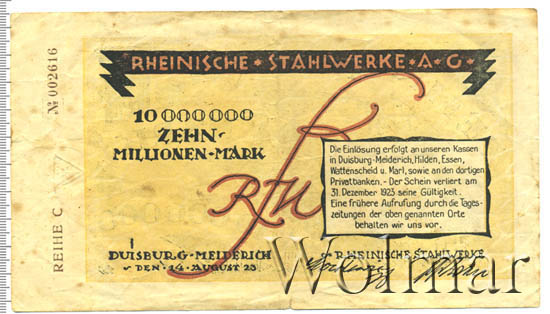 RHEINISCHE ★ STAHLWERKE ★ A ★ G ★
№ 002616
REIHE C
10 000 000
ZEHN-
MILLIONEN-MARK
RStW
Die Einlösung erfolgt an unseren Kassen
in Duisburg-Meiderich, Hilden, Essen,
Wattenscheid u. Marl, sowie an den dortigen
Privatbanken. - Der Schein verliert am
31. Dezember 1923 seine Gültigkeit.
Eine frühere Aufrufung durch die Tages-
zeitungen der oben genannten Orte
behalten wir uns vor.
DUISBURG-MEIDERICH
DEN 14 AUGUST 23
RHEINISCHE STAHLWERKE
Wolmar